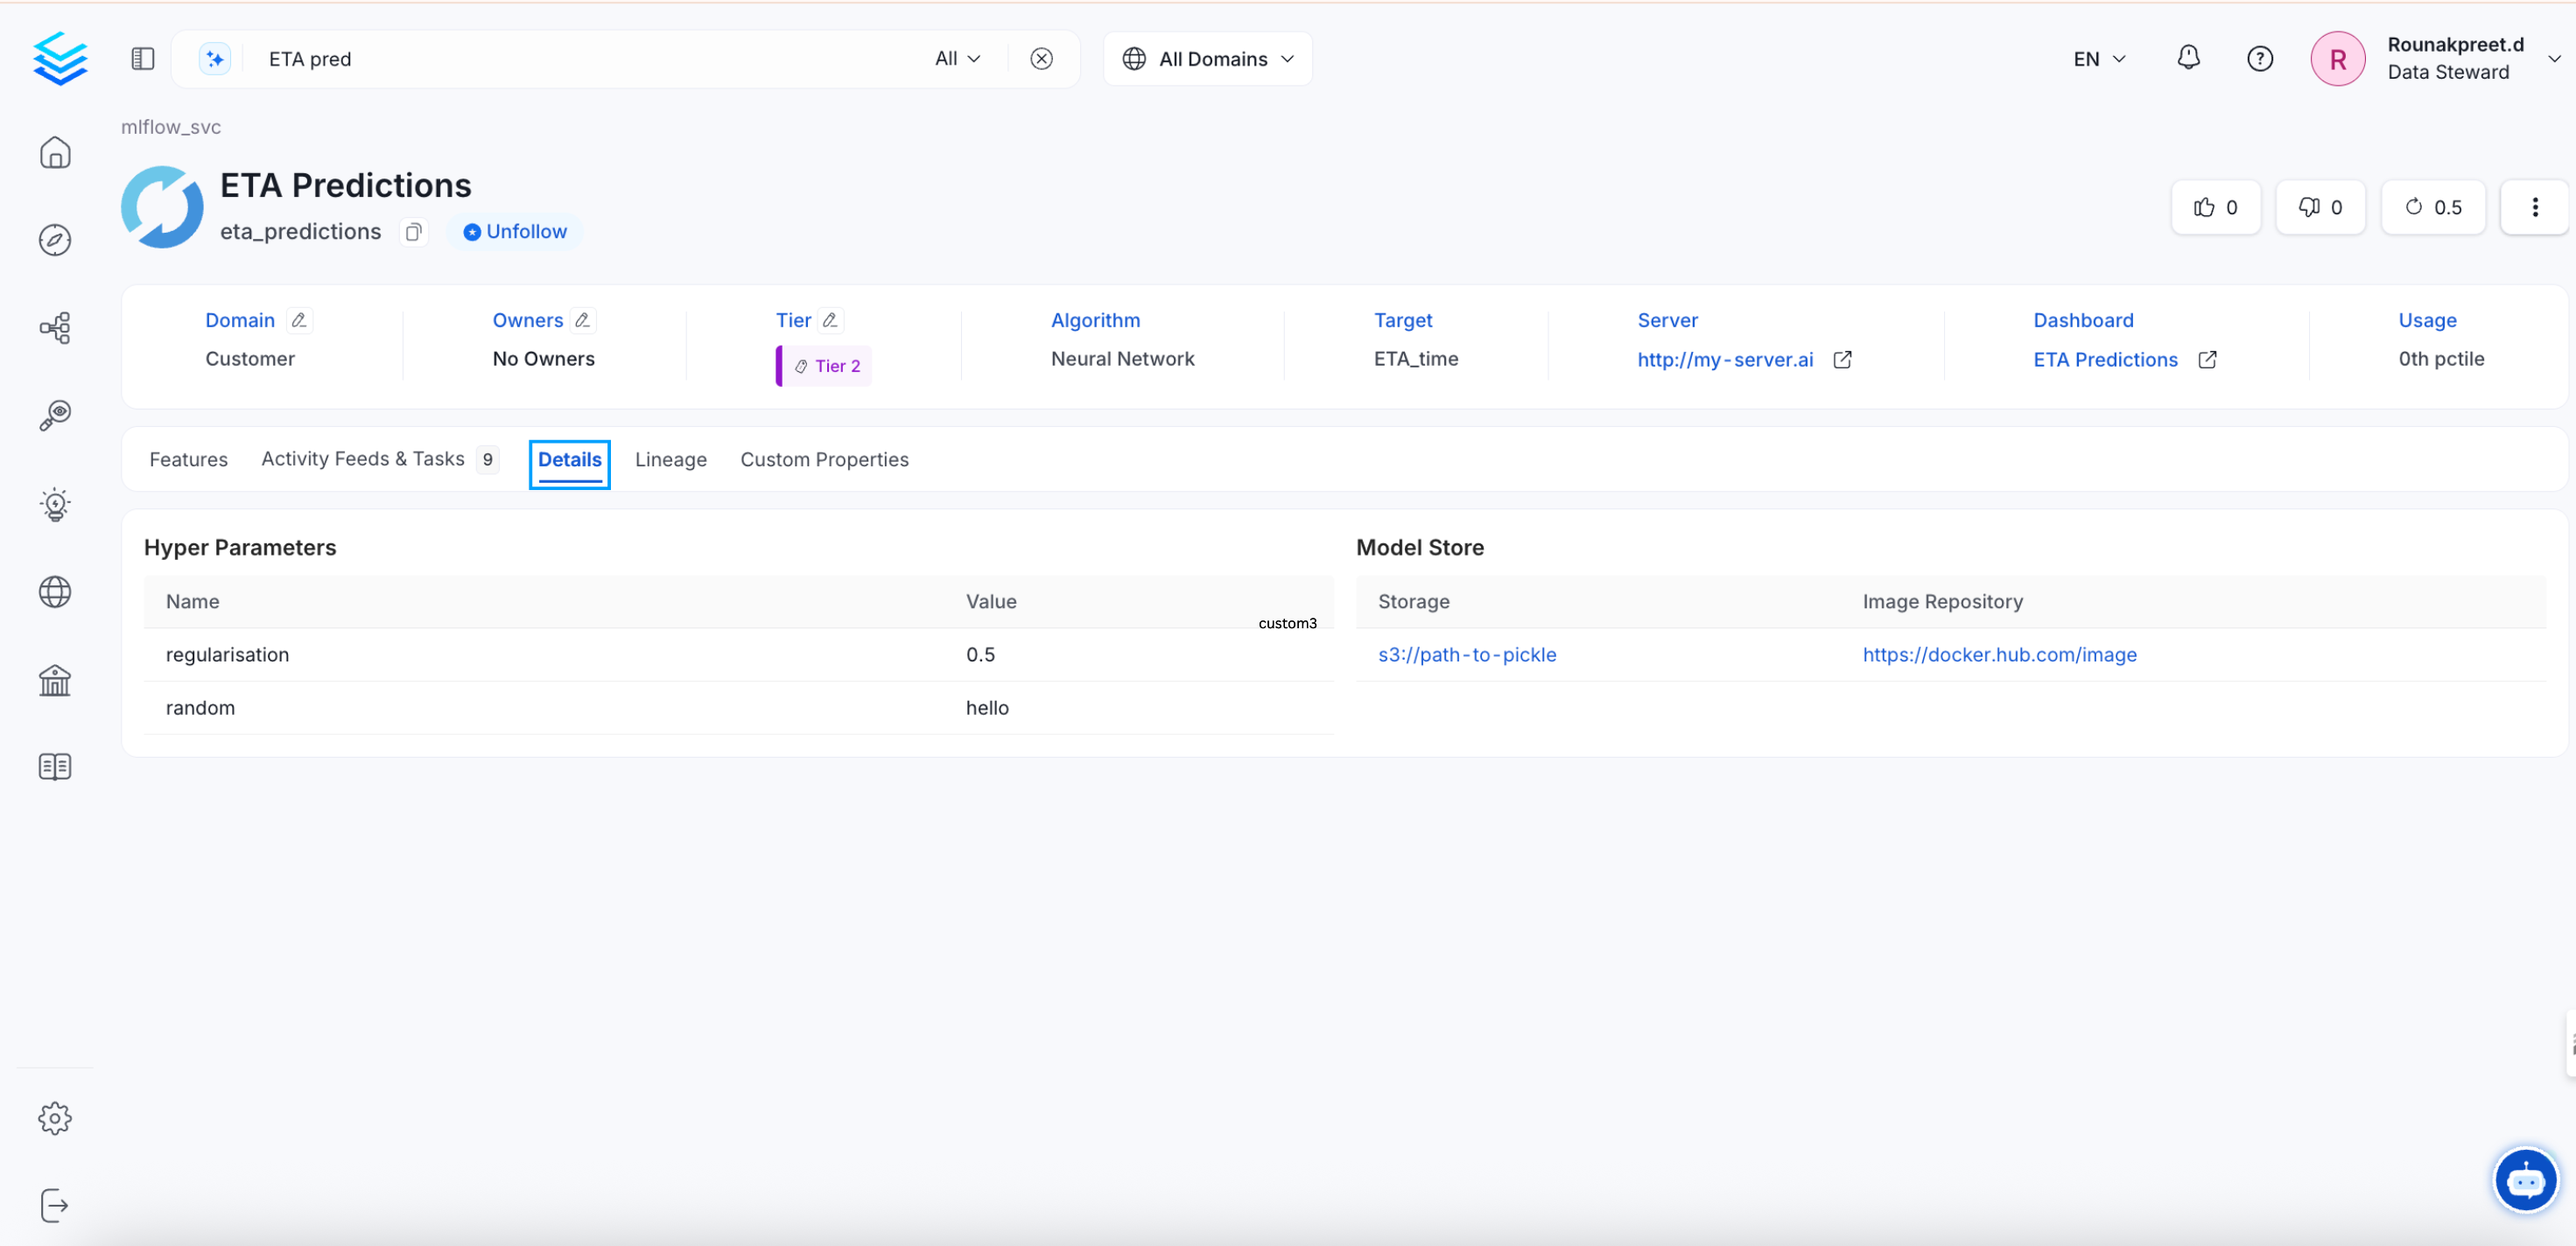 ETA pred All All Domains EN Rounakpreet.d
Data Steward
R
mlflow_svc
ETA Predictions
eta_predictions Unfollow
0 0 0.5
Domain Owners Tier Algorithm Target Server Dashboard Usage
Customer No Owners Tier 2 Neural Network ETA_time http://my-server.ai ETA Predictions 0th pctile
Features Activity Feeds & Tasks 9 Details Lineage Custom Properties
Hyper Parameters Model Store
Name Value Storage Image Repository
custom3
regularisation 0.5 s3://path-to-pickle https://docker.hub.com/image
random hello